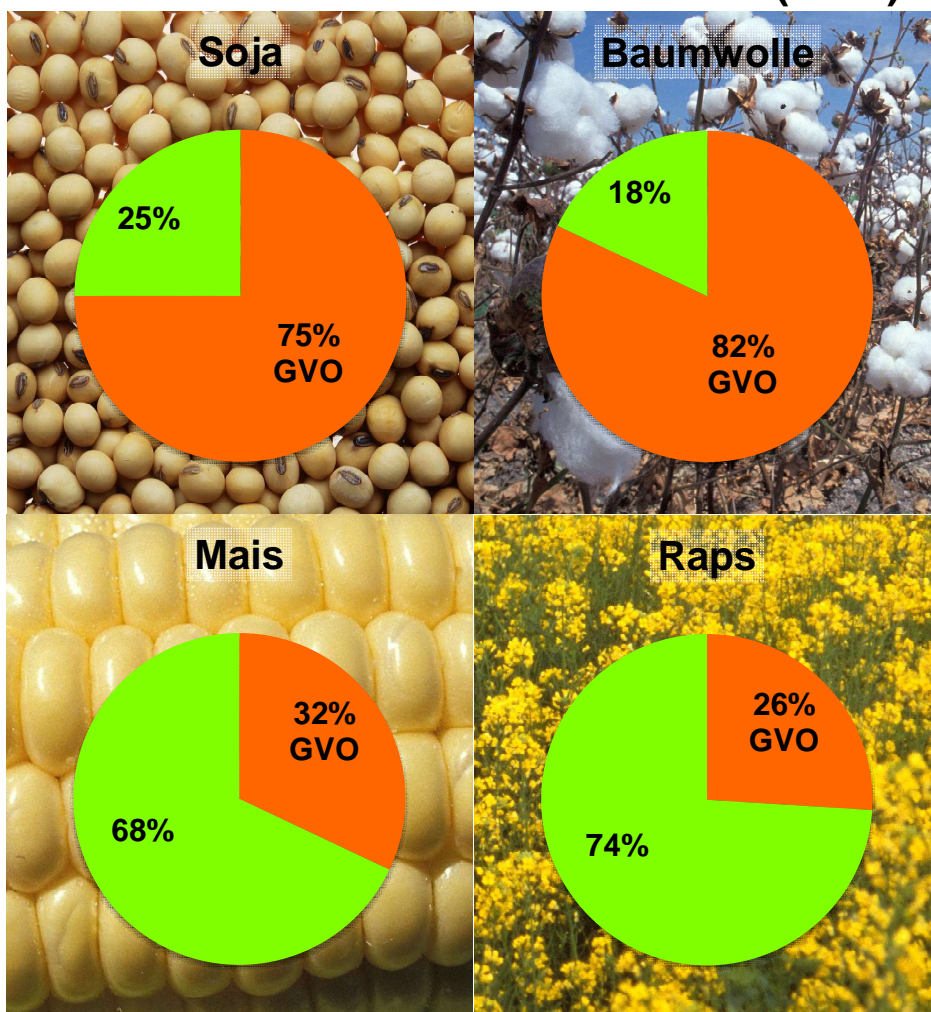 Soja
25%
75%
GVO
Baumwolle
18%
82%
GVO
Mais
32%
GVO
68%
Raps
26%
GVO
74%